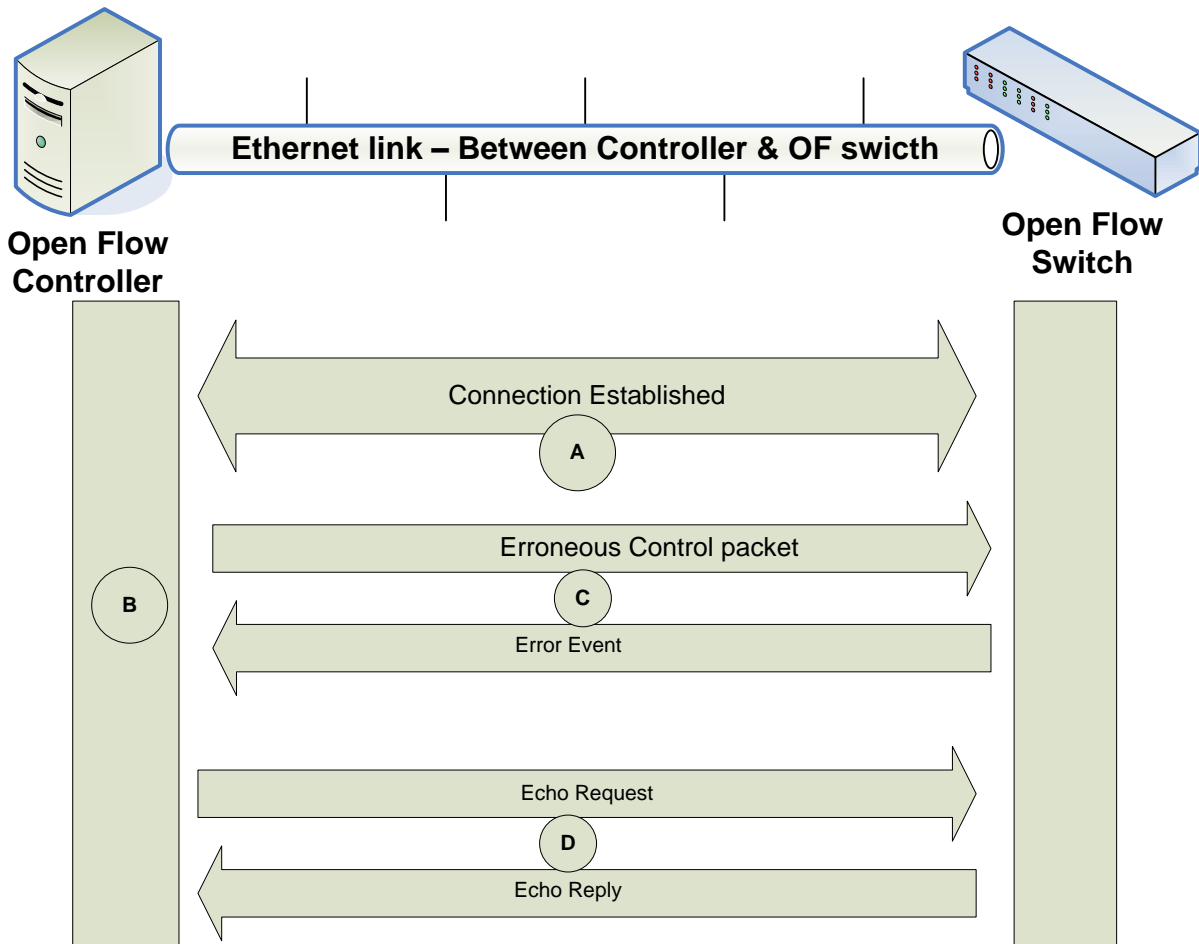 Ethernet link – Between Controller & OF swicth
Open Flow
Controller
Open Flow
Switch
Connection Established
A
Erroneous Control packet
B
C
Error Event
Echo Request
D
Echo Reply